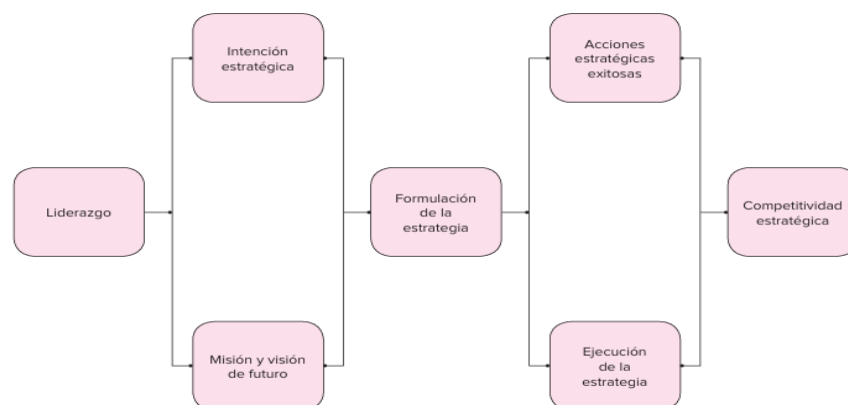 Liderazgo
Intención
estratégica
Misión y visión
de futuro
Formulación
de la
estrategia
Acciones
estratégicas
exitosas
Ejecución
de la
estrategia
Competitividad
estratégica